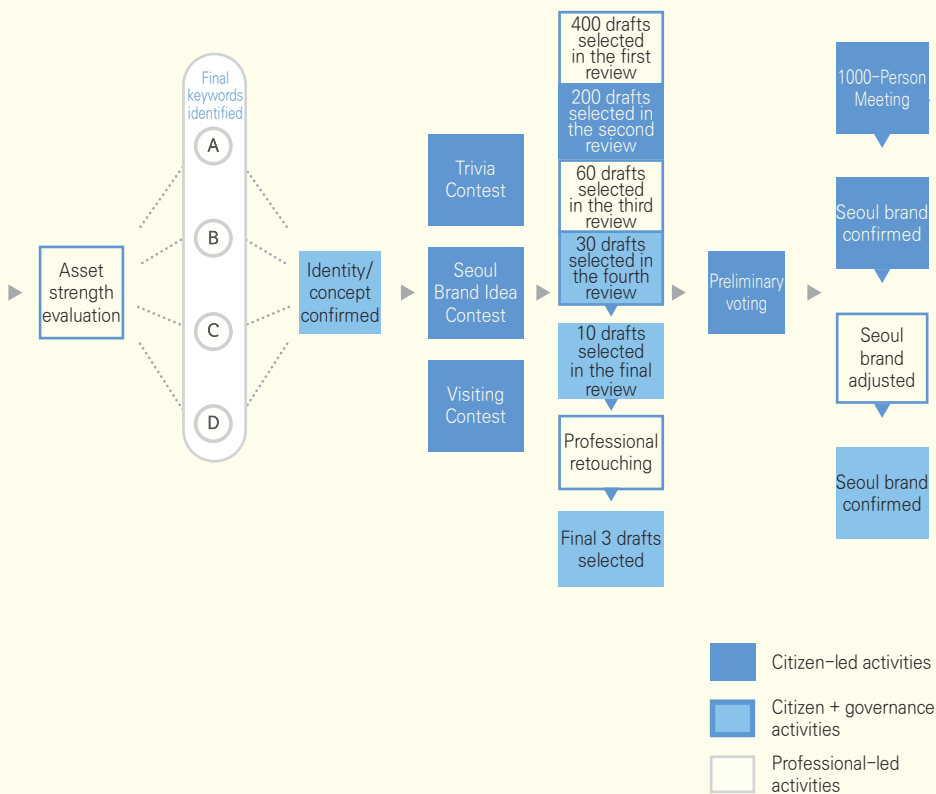 Asset
strength
evaluation
Final
keywords
identified
A
B
C
D
Identity/
concept
confirmed
Trivia
Contest
Seoul
Brand Idea
Contest
Visiting
Contest
400 drafts
selected
in the first
review
200 drafts
selected in
the second
review
60 drafts
selected
in the third
review
30 drafts
selected in
the fourth
review
10 drafts
selected
in the final
review
Professional
retouching
Final 3 drafts
selected
Preliminary
voting
1000-Person
Meeting
Seoul brand
confirmed
Seoul
brand
adjusted
Seoul brand
confirmed
Citizen-led activities
Citizen + governance
activities
Professional-led
activities